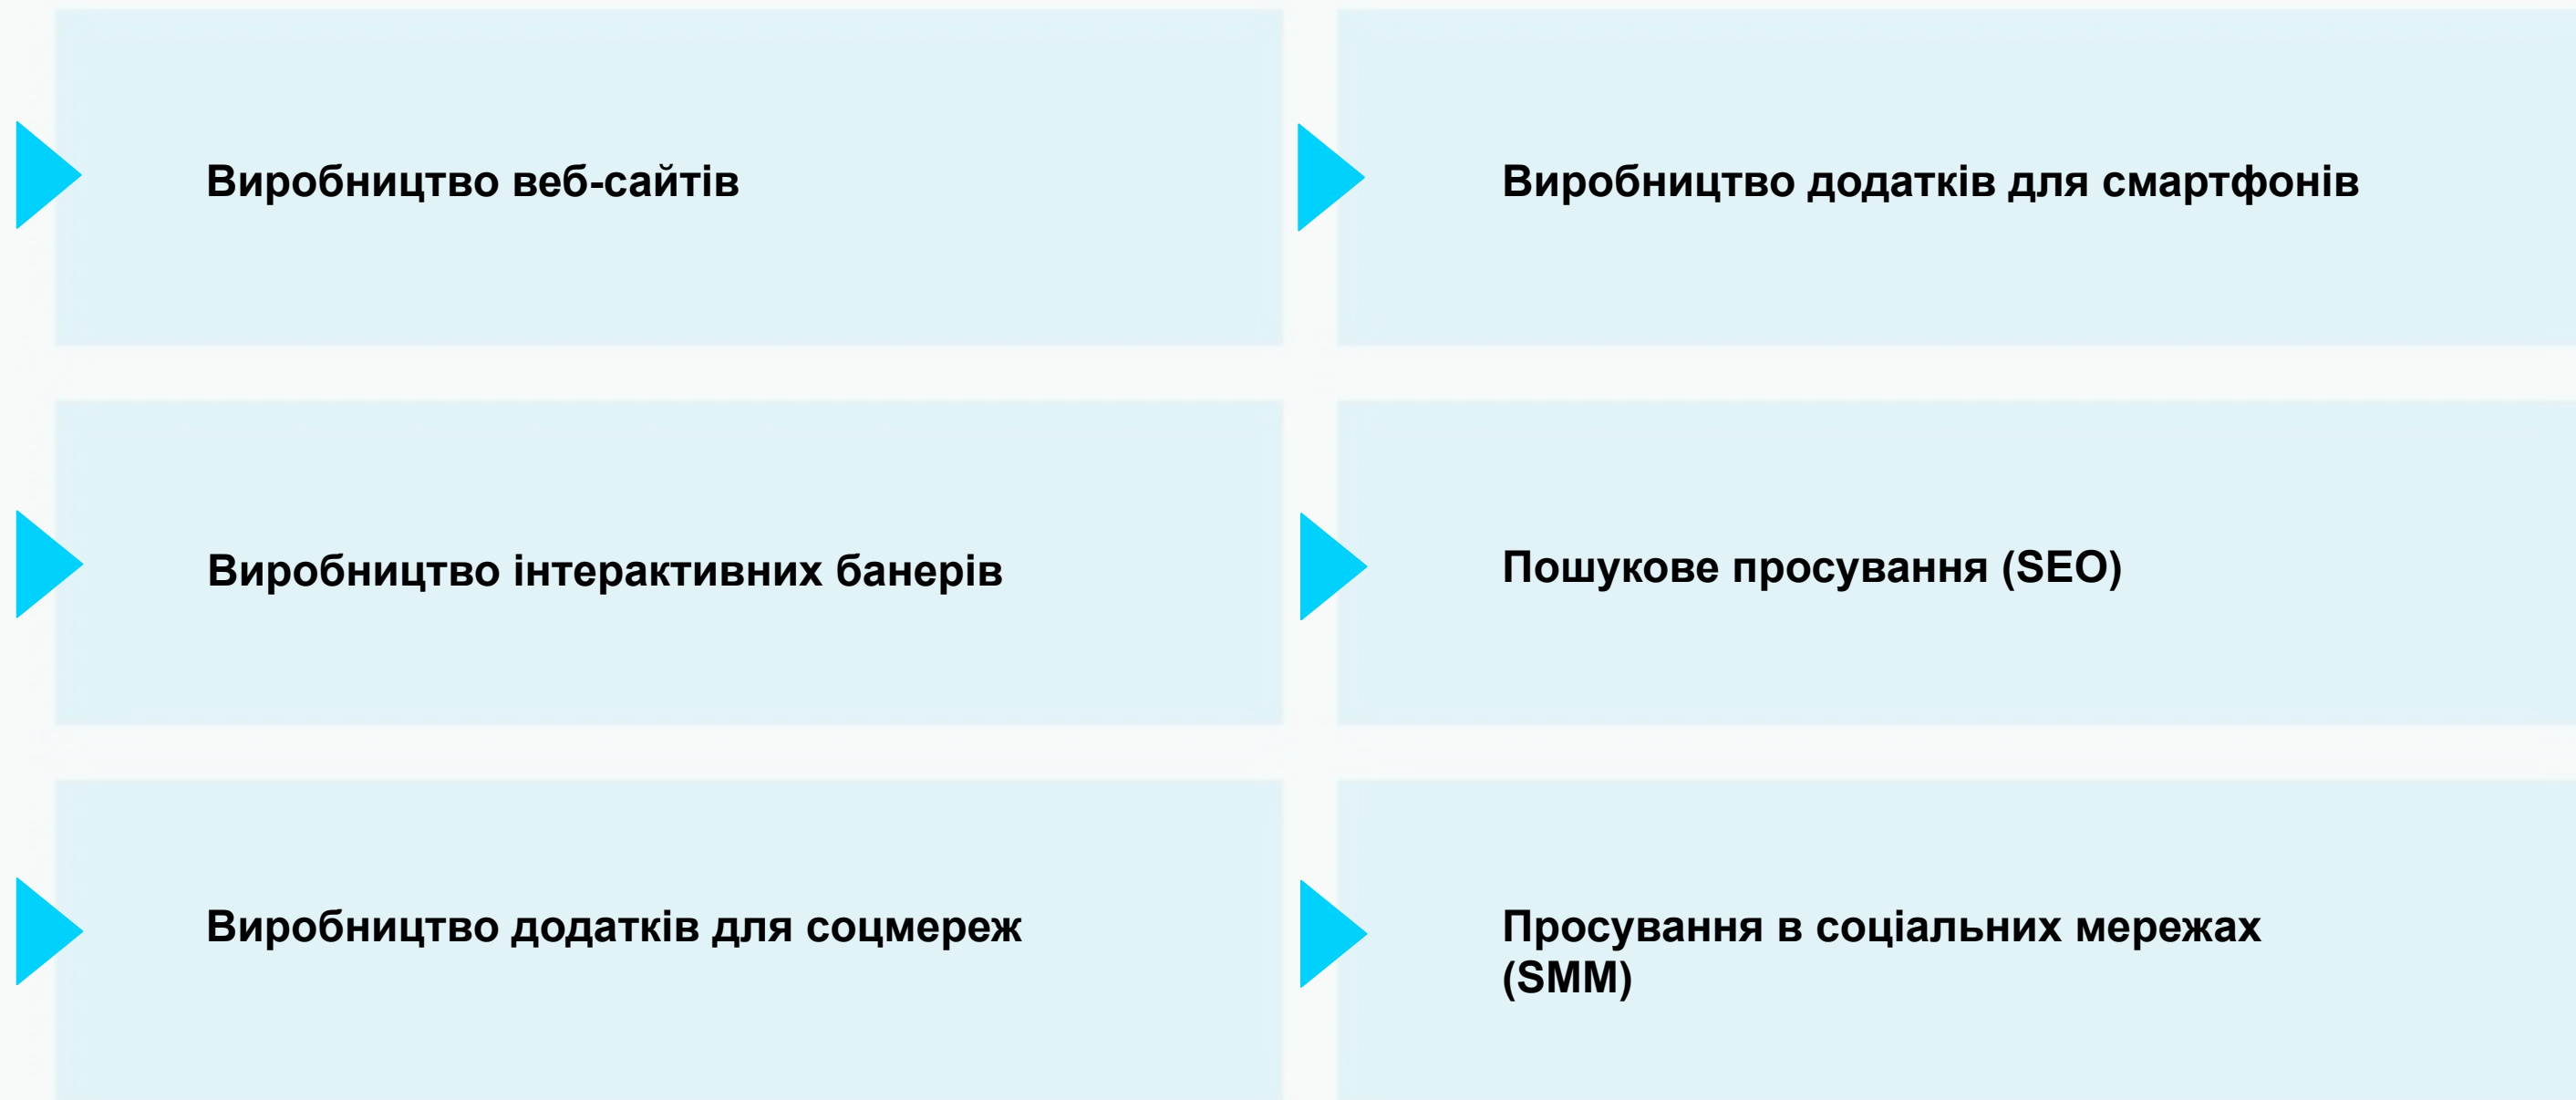 Виробництво веб-сайтів
Виробництво додатків для смартфонів
Виробництво інтерактивних банерів
Пошукове просування (SEO)
Виробництво додатків для соцмереж
Просування в соціальних мережах
(SMM)